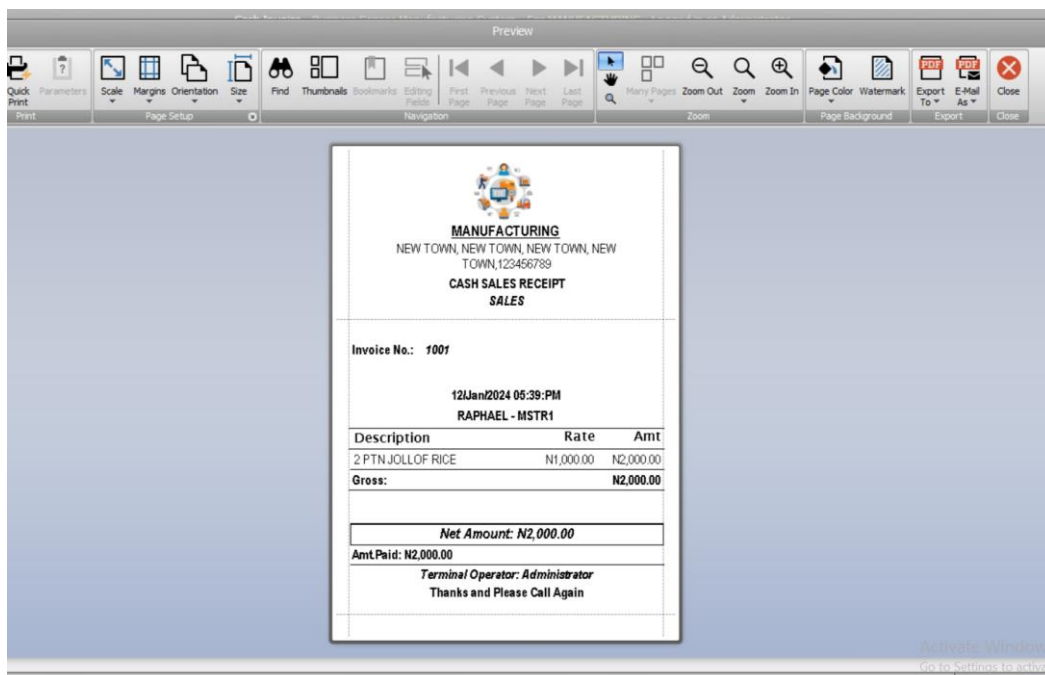 Preview
Quick Print
Parameters
Scale
Margins
Orientation
Size
Find
Thumbnails
Bookmarks
Editing Fields
First Page
Previous Page
Next Page
Last Page
Many Pages
Zoom Out
Zoom
Zoom In
Page Color
Watermark
Export To
E-Mail As
Close
Print
Page Setup
Navigation
Zoom
Page Background
Export
Close
MANUFACTURING
NEW TOWN, NEW TOWN, NEW TOWN, NEW
TOWN,123456789
CASH SALES RECEIPT
SALES
Invoice No.: 1001
12/Jan/2024 05:39:PM
RAPHAEL - MSTR1
Description Rate Amt
2 PTN JOLLOF RICE N1,000.00 N2,000.00
Gross: N2,000.00
Net Amount: N2,000.00
Amt.Paid: N2,000.00
Terminal Operator: Administrator
Thanks and Please Call Again
Activate Window
Go to Settings to activa